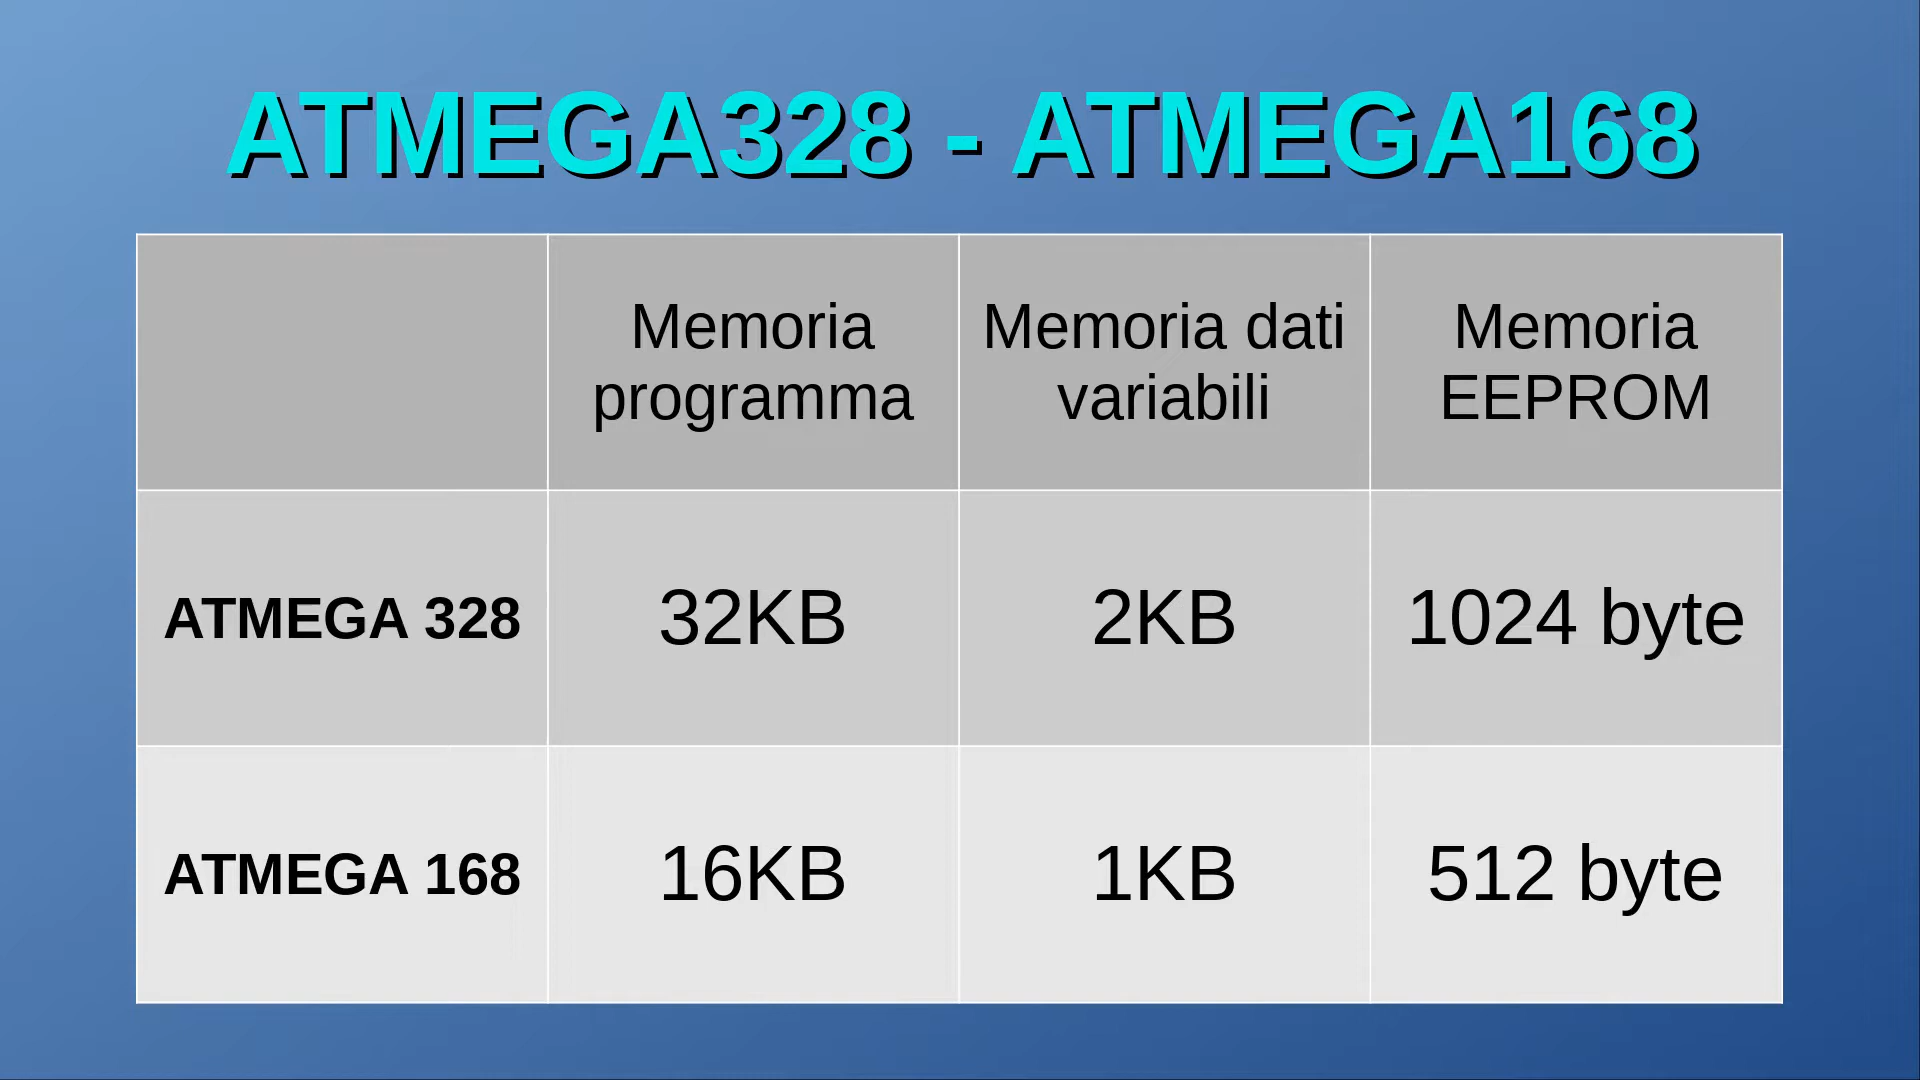 ATMEGA328 - ATMEGA168
Memoria
programma
Memoria dati
variabili
Memoria
EEPROM
ATMEGA 328
32KB
2KB
1024 byte
ATMEGA 168
16KB
1KB
512 byte